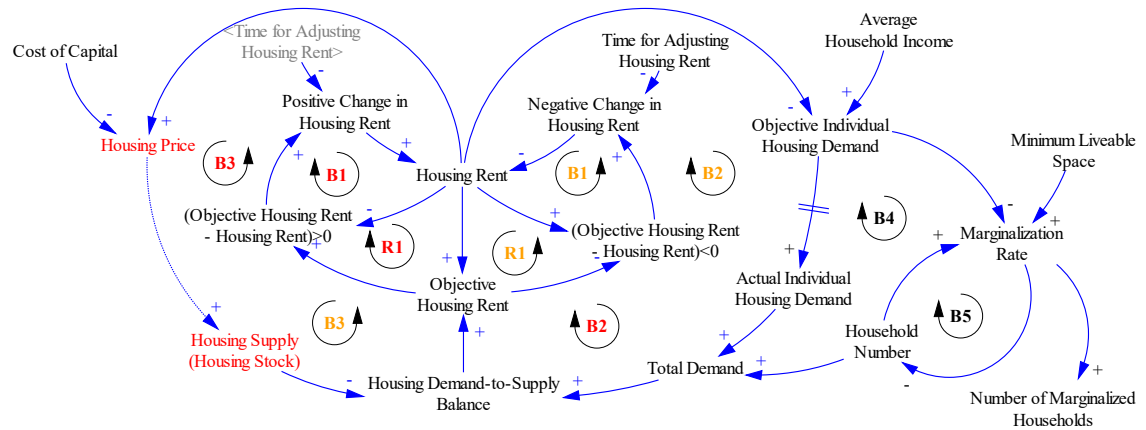 Cost of Capital
<Time for Adjusting
Housing Rent>
Time for Adjusting
Housing Rent
Average
Household Income
-
-
-
-
+
-
+
Positive Change in
Housing Rent
Negative Change in
Housing Rent
Objective Individual
Housing Demand
Housing Price
Minimum Liveable
Space
B3
B1
+
+
-
B1
+
B2
Housing Rent
(Objective Housing Rent
- Housing Rent)>0
-
+
+
(Objective Housing Rent
- Housing Rent)<0
-
B4
-
+
Marginalization
Rate
R1
R1
+
+
+
Objective
Housing Rent
Actual Individual
Housing Demand
+
B3
B2
B5
Housing Supply
(Housing Stock)
+
Household
Number
+
+
-
Housing Demand-to-Supply
Balance
+
Total Demand
-
+
Number of Marginalized
Households